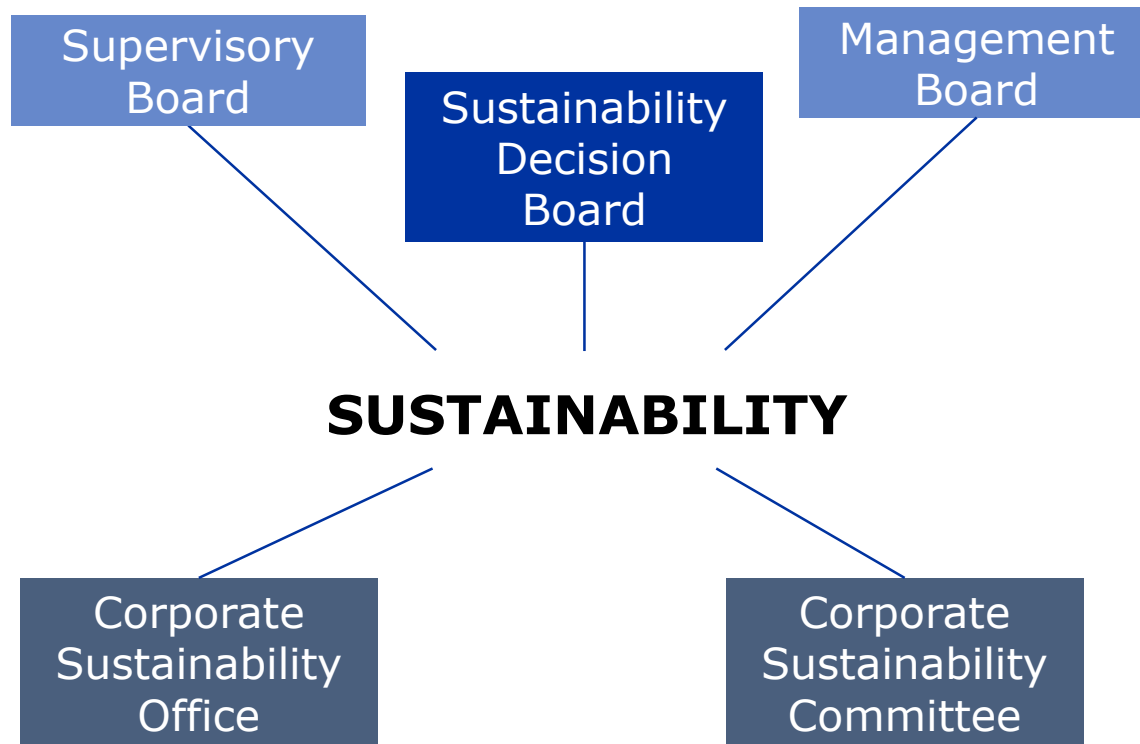 Supervisory
Board
Sustainability
Decision
Board
Management
Board
SUSTAINABILITY
Corporate
Sustainability
Office
Corporate
Sustainability
Committee